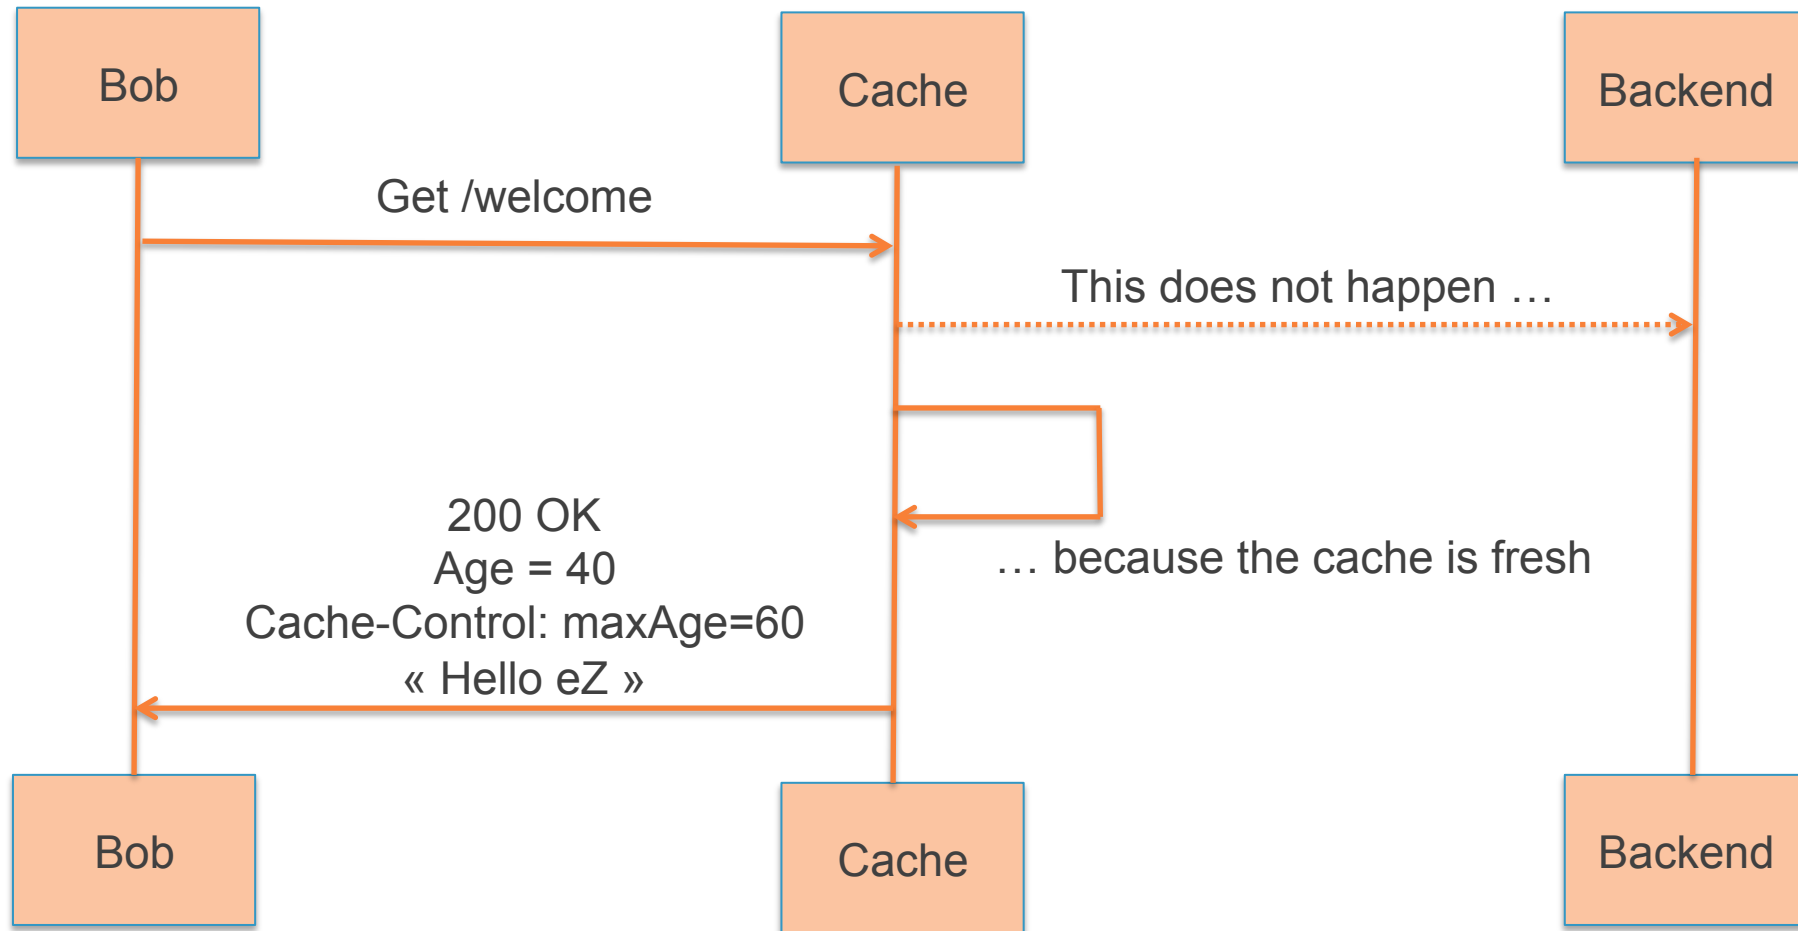 Bob
Cache
Backend
Get /welcome
This does not happen …
200 OK
Age = 40
Cache-Control: maxAge=60
« Hello eZ »
… because the cache is fresh
Bob
Cache
Backend